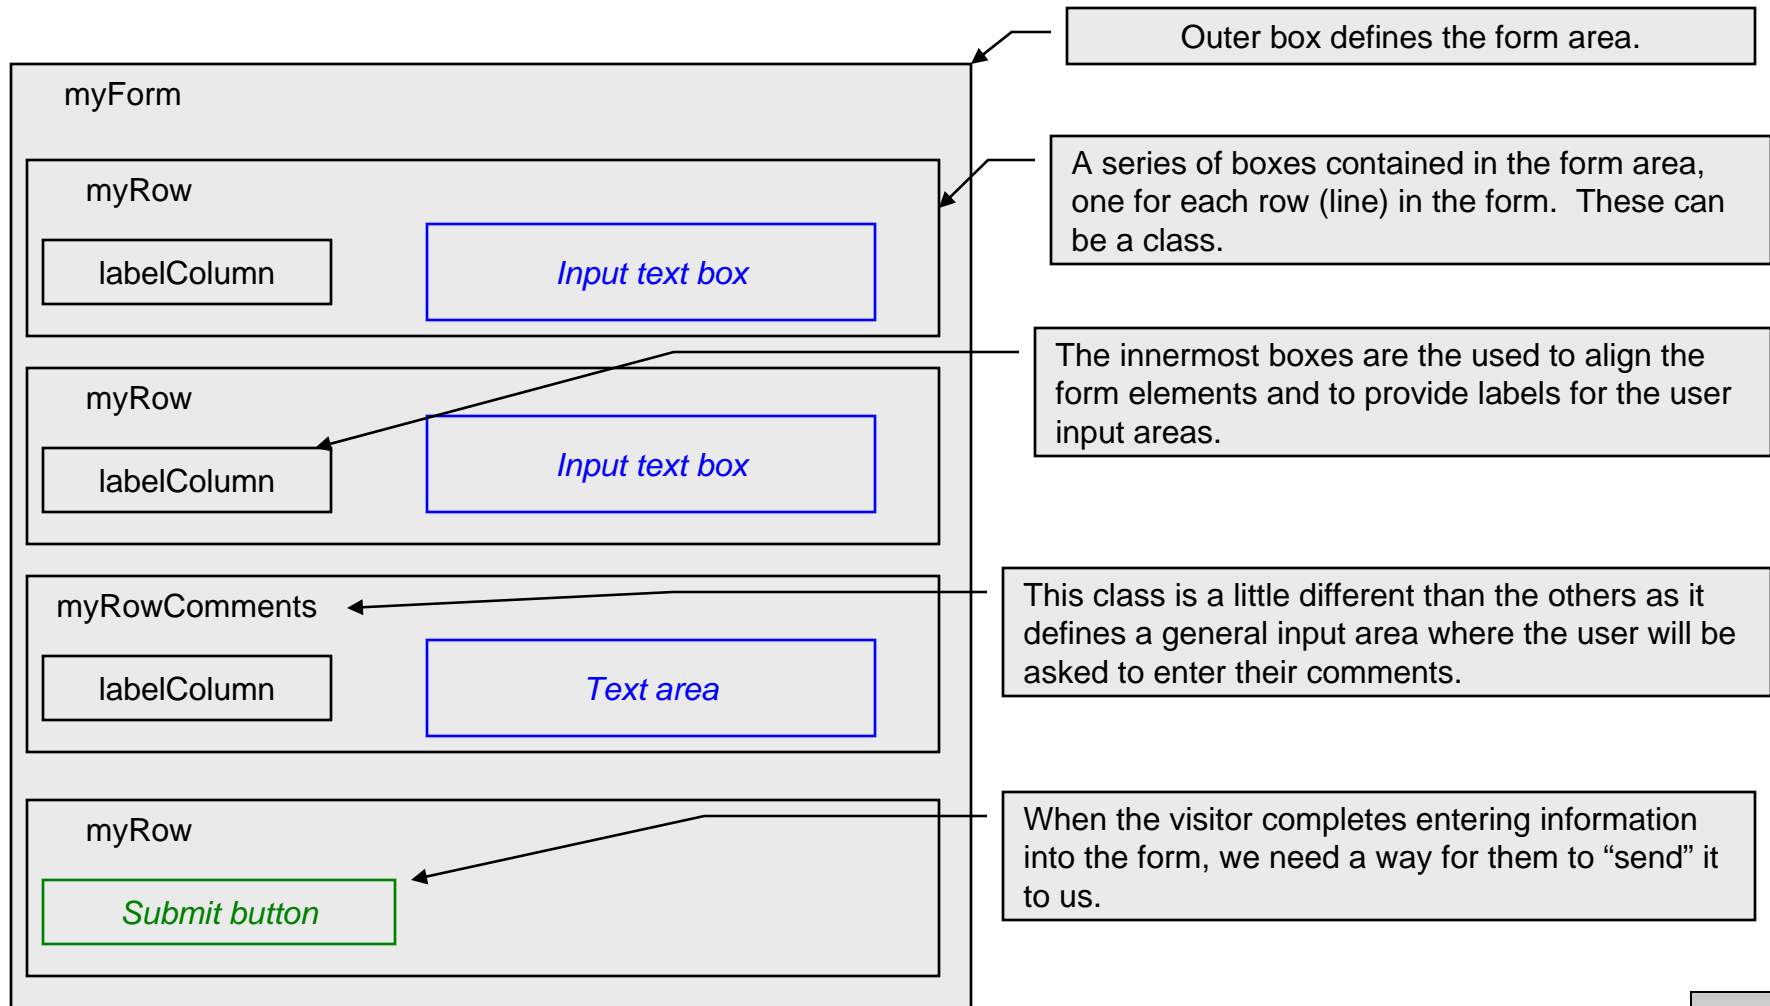 Outer box defines the form area.
myForm
A series of boxes contained in the form area,
one for each row (line) in the form.  These can
be a class.
myRow
labelColumn
Input text box
The innermost boxes are the used to align the
form elements and to provide labels for the user
input areas.
myRow
labelColumn
Input text box
This class is a little different than the others as it
defines a general input area where the user will be
asked to enter their comments.
myRowComments
labelColumn
Text area
When the visitor completes entering information
into the form, we need a way for them to “send” it
to us.
myRow
Submit button